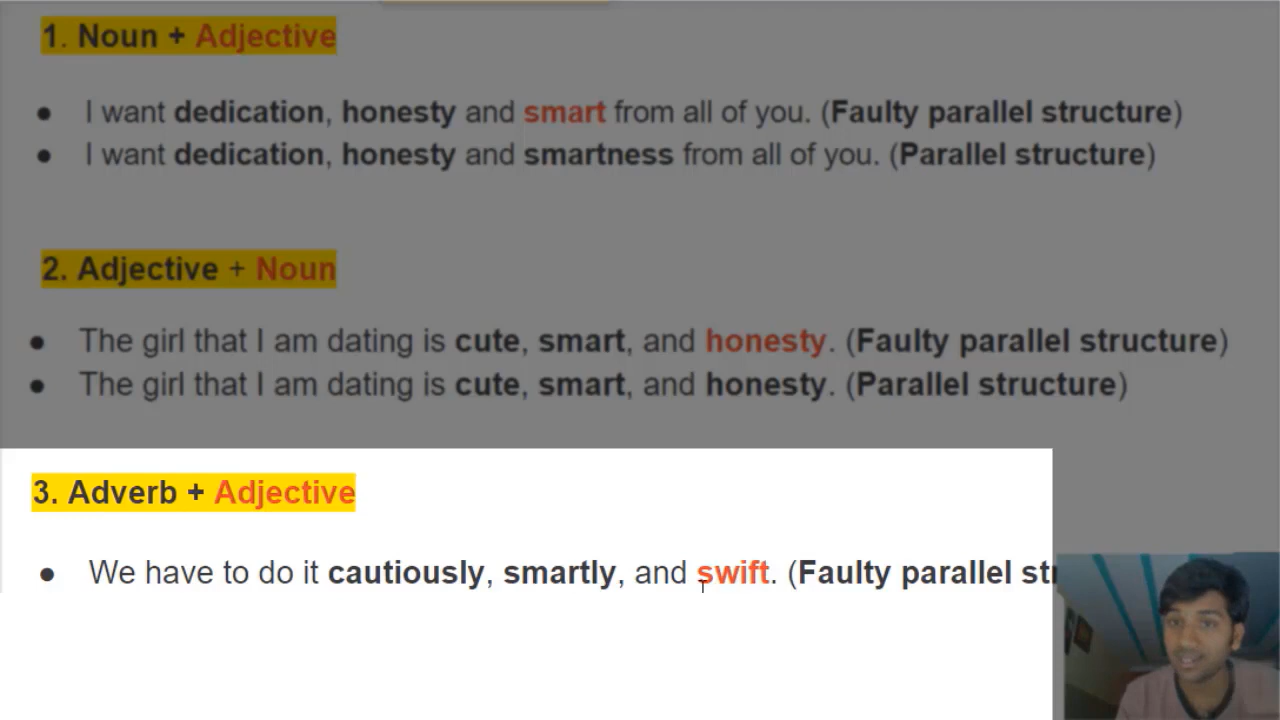 1. Noun + Adjective
● I want dedication, honesty and smart from all of you. (Faulty parallel structure)
● I want dedication, honesty and smartness from all of you. (Parallel structure)
2. Adjective + Noun
● The girl that I am dating is cute, smart, and honesty. (Faulty parallel structure)
● The girl that I am dating is cute, smart, and honesty. (Parallel structure)
3. Adverb + Adjective
● We have to do it cautiously, smartly, and swift. (Faulty parallel